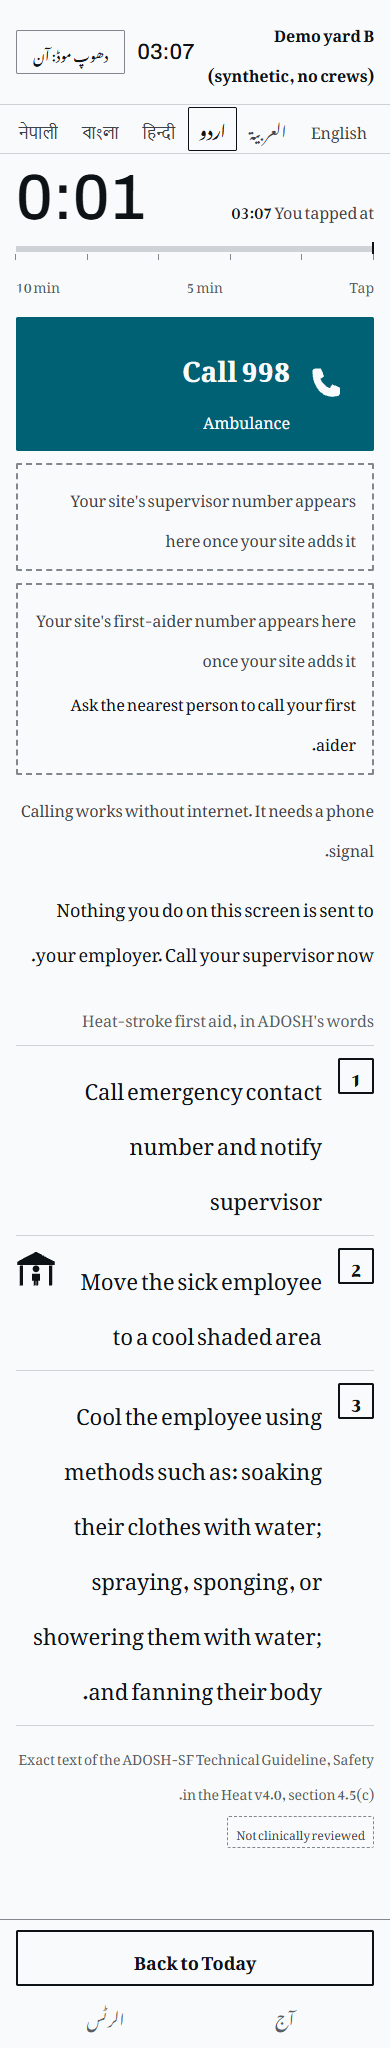 Demo yard B
(synthetic, no crews)
03:07
دھوپ موڈ: آن
English
العربية
اردو
हिन्दी
বাংলা
नेपाली
You tapped at 03:07
0:01
Tap
5 min
10 min
Call 998
Ambulance
Your site's supervisor number appears
here once your site adds it
Your site's first-aider number appears here
once your site adds it
Ask the nearest person to call your first
aider.
Calling works without internet. It needs a phone
signal.
Nothing you do on this screen is sent to
your employer. Call your supervisor now.
Heat-stroke first aid, in ADOSH's words
1
Call emergency contact
number and notify
supervisor
2
Move the sick employee
to a cool shaded area
3
Cool the employee using
methods such as: soaking
their clothes with water;
spraying, sponging, or
showering them with water;
and fanning their body.
Exact text of the ADOSH-SF Technical Guideline, Safety
in the Heat v4.0, section 4.5(c).
Not clinically reviewed
Back to Today
آج
الرٹس